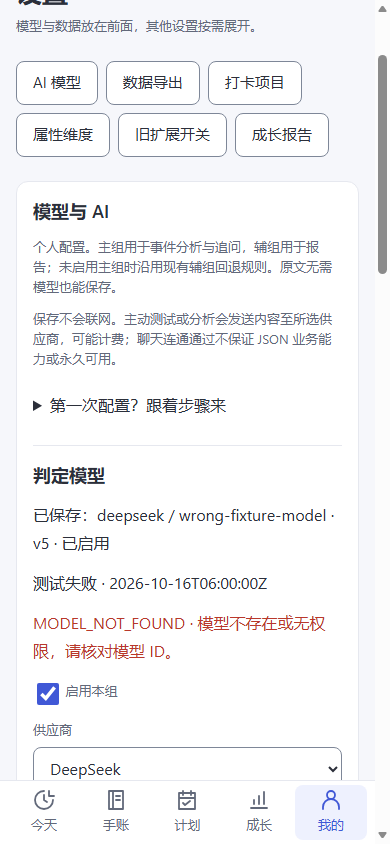 设置
模型与数据放在前面，其他设置按需展开。
AI 模型
数据导出
打卡项目
属性维度
旧扩展开关
成长报告
模型与 AI
个人配置。主组用于事件分析与追问，辅组用于报
告；未启用主组时沿用现有辅组回退规则。原文无需
模型也能保存。
保存不会联网。主动测试或分析会发送内容至所选供
应商，可能计费；聊天连通通过不保证 JSON 业务能
力或永久可用。
▶ 第一次配置？跟着步骤来
判定模型
已保存：deepseek / wrong-fixture-model ·
v5 · 已启用
测试失败 · 2026-10-16T06:00:00Z
MODEL_NOT_FOUND · 模型不存在或无权
限，请核对模型 ID。
启用本组
供应商
DeepSeek
今天
手账
计划
成长
我的